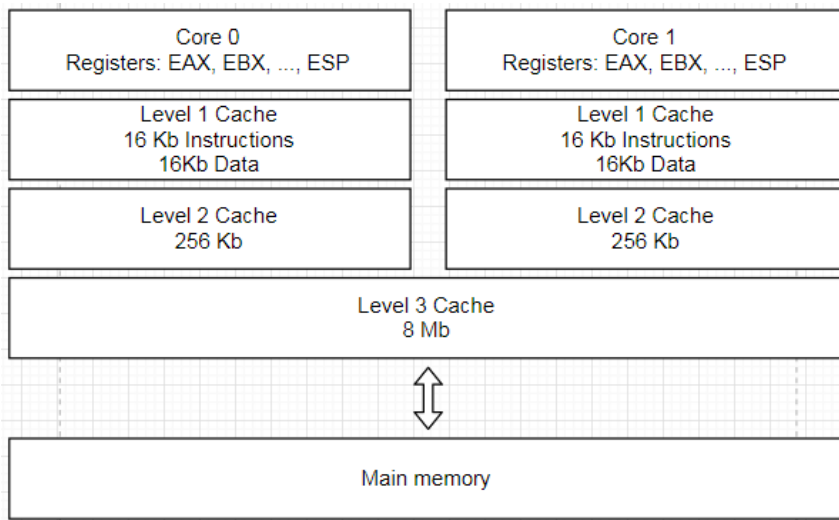 Core 0
Registers: EAX, EBX, ..., ESP
Core 1
Registers: EAX, EBX, ..., ESP
Level 1 Cache
16 Kb Instructions
16Kb Data
Level 1 Cache
16 Kb Instructions
16Kb Data
Level 2 Cache
256 Kb
Level 2 Cache
256 Kb
Level 3 Cache
8 Mb
Main memory